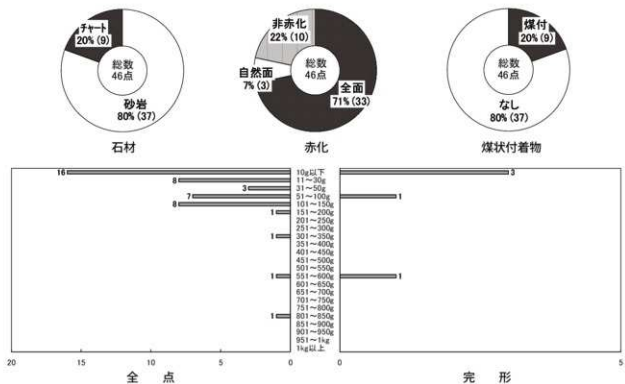 チャート
20% (9)
総数
46点
砂岩
80% (37)
石材
非赤化
22% (10)
自然面
7% (3)
総数
46点
全面
71% (33)
赤化
煤付
20% (9)
総数
46点
なし
80% (37)
煤状付着物
16 10g以下 3
8 11～30g
3 31～50g
7 51～100g 1
8 101～150g
1 151～200g
201～250g
251～300g
1 301～350g
351～400g
401～450g
451～500g
501～550g
1 551～600g 1
601～650g
651～700g
701～750g
751～800g
1 801～850g
851～900g
901～950g
951～1kg
1kg以上
20 15 10 5 0 0 5
全点 完形